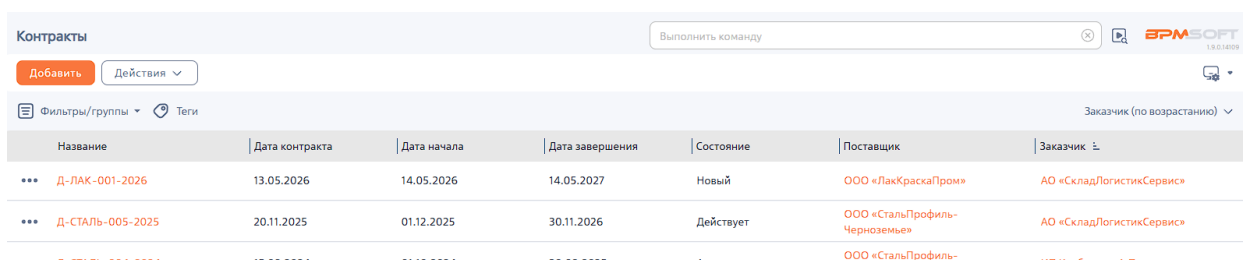 Контракты
Выполнить команду
BPMSOFT
1.9.0.14109
Добавить
Действия
Фильтры/группы
Теги
Заказчик (по возрастанию)
Название Дата контракта Дата начала Дата завершения Состояние Поставщик Заказчик
Д-ЛАК-001-2026 13.05.2026 14.05.2026 14.05.2027 Новый ООО «ЛакКраскаПром» АО «СкладЛогистикСервис»
Д-СТАЛЬ-005-2025 20.11.2025 01.12.2025 30.11.2026 Действует ООО «СтальПрофиль-
Черноземье» АО «СкладЛогистикСервис»
ООО «СтальПрофиль-